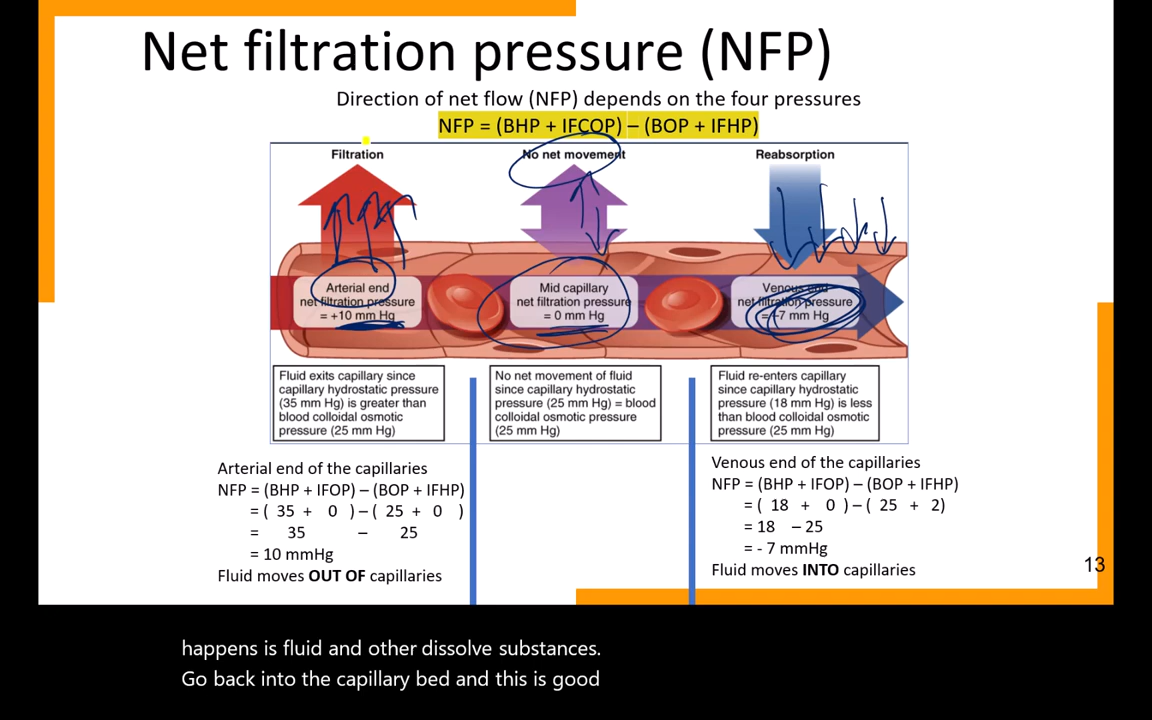 Net filtration pressure (NFP)
Direction of net flow (NFP) depends on the four pressures
NFP = (BHP + IFCOP) – (BOP + IFHP)
Filtration
No net movement
Reabsorption
Arterial end
net filtration pressure
= +10 mm Hg
Mid capillary
net filtration pressure
= 0 mm Hg
Venous end
net filtration pressure
= -7 mm Hg
Fluid exits capillary since
capillary hydrostatic pressure
(35 mm Hg) is greater than
blood colloidal osmotic
pressure (25 mm Hg)
No net movement of fluid
since capillary hydrostatic
pressure (25 mm Hg) = blood
colloidal osmotic pressure
(25 mm Hg)
Fluid re-enters capillary
since capillary hydrostatic
pressure (18 mm Hg) is less
than blood colloidal osmotic
pressure (25 mm Hg)
Arterial end of the capillaries
NFP = (BHP + IFOP) – (BOP + IFHP)
= ( 35 + 0 ) – ( 25 + 0 )
= 35 – 25
= 10 mmHg
Fluid moves OUT OF capillaries
Venous end of the capillaries
NFP = (BHP + IFOP) – (BOP + IFHP)
= ( 18 + 0 ) – ( 25 + 2)
= 18 – 25
= - 7 mmHg
Fluid moves INTO capillaries
13
happens is fluid and other dissolve substances.
Go back into the capillary bed and this is good